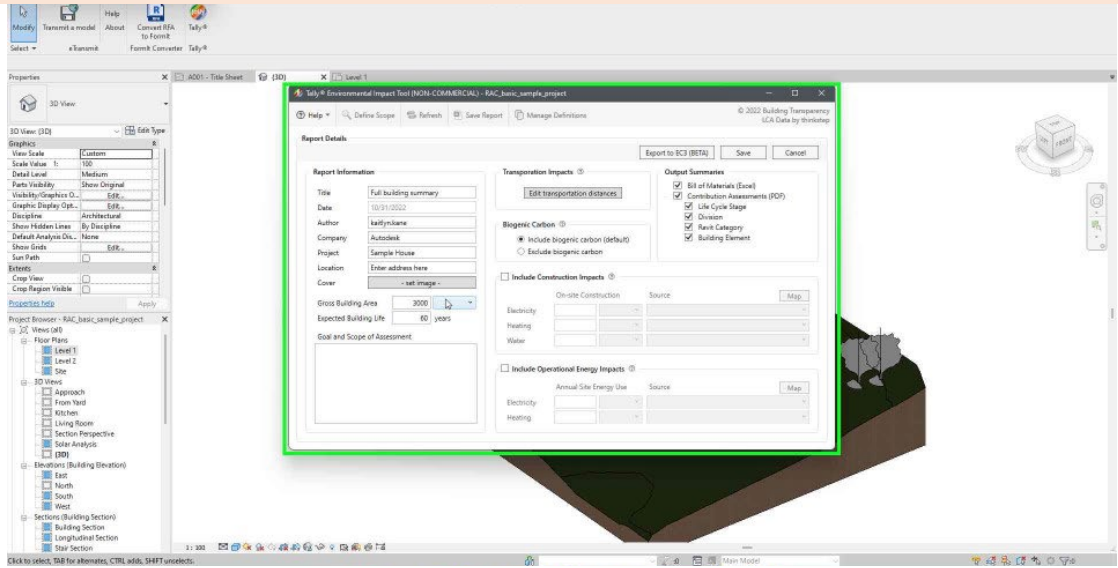 Modify
Transmit a model
Help
About
Convert RFA
to FormIt
Tally®
Select
eTransmit
FormIt Converter
Tally®
Properties
A001 - Title Sheet
{3D}
Level 1
3D View
3D View: {3D}
Edit Type
Graphics
View Scale Custom
Scale Value 1: 100
Detail Level Medium
Parts Visibility Show Original
Visibility/Graphics O... Edit...
Graphic Display Opt... Edit...
Discipline Architectural
Show Hidden Lines By Discipline
Default Analysis Dis... None
Show Grids Edit...
Sun Path
Extents
Crop View
Crop Region Visible
Properties help Apply
Project Browser - RAC_basic_sample_project
Views (all)
Floor Plans
Level 1
Level 2
Site
3D Views
Approach
From Yard
Kitchen
Living Room
Section Perspective
Solar Analysis
{3D}
Elevations (Building Elevation)
East
North
South
West
Sections (Building Section)
Building Section
Longitudinal Section
Stair Section
Tally® Environmental Impact Tool (NON-COMMERCIAL) - RAC_basic_sample_project
Help Define Scope Refresh Save Report Manage Definitions
© 2022 Building Transparency
LCA Data by thinkstep
Report Details
Export to EC3 (BETA) Save Cancel
Report Information
Title Full building summary
Date 10/31/2022
Author kaitlyn.kane
Company Autodesk
Project Sample House
Location Enter address here
Cover - set image -
Gross Building Area 3000
Expected Building Life 60 years
Goal and Scope of Assessment
Transporation Impacts
Edit transportation distances
Biogenic Carbon
Include biogenic carbon (default)
Exclude biogenic carbon
Output Summaries
Bill of Materials (Excel)
Contribution Assessments (PDF)
Life Cycle Stage
Division
Revit Category
Building Element
Include Construction Impacts
On-site Construction Source Map
Electricity
Heating
Water
Include Operational Energy Impacts
Annual Site Energy Use Source Map
Electricity
Heating
TOP
FRONT
1 : 100
Click to select, TAB for alternates, CTRL adds, SHIFT unselects.
Main Model